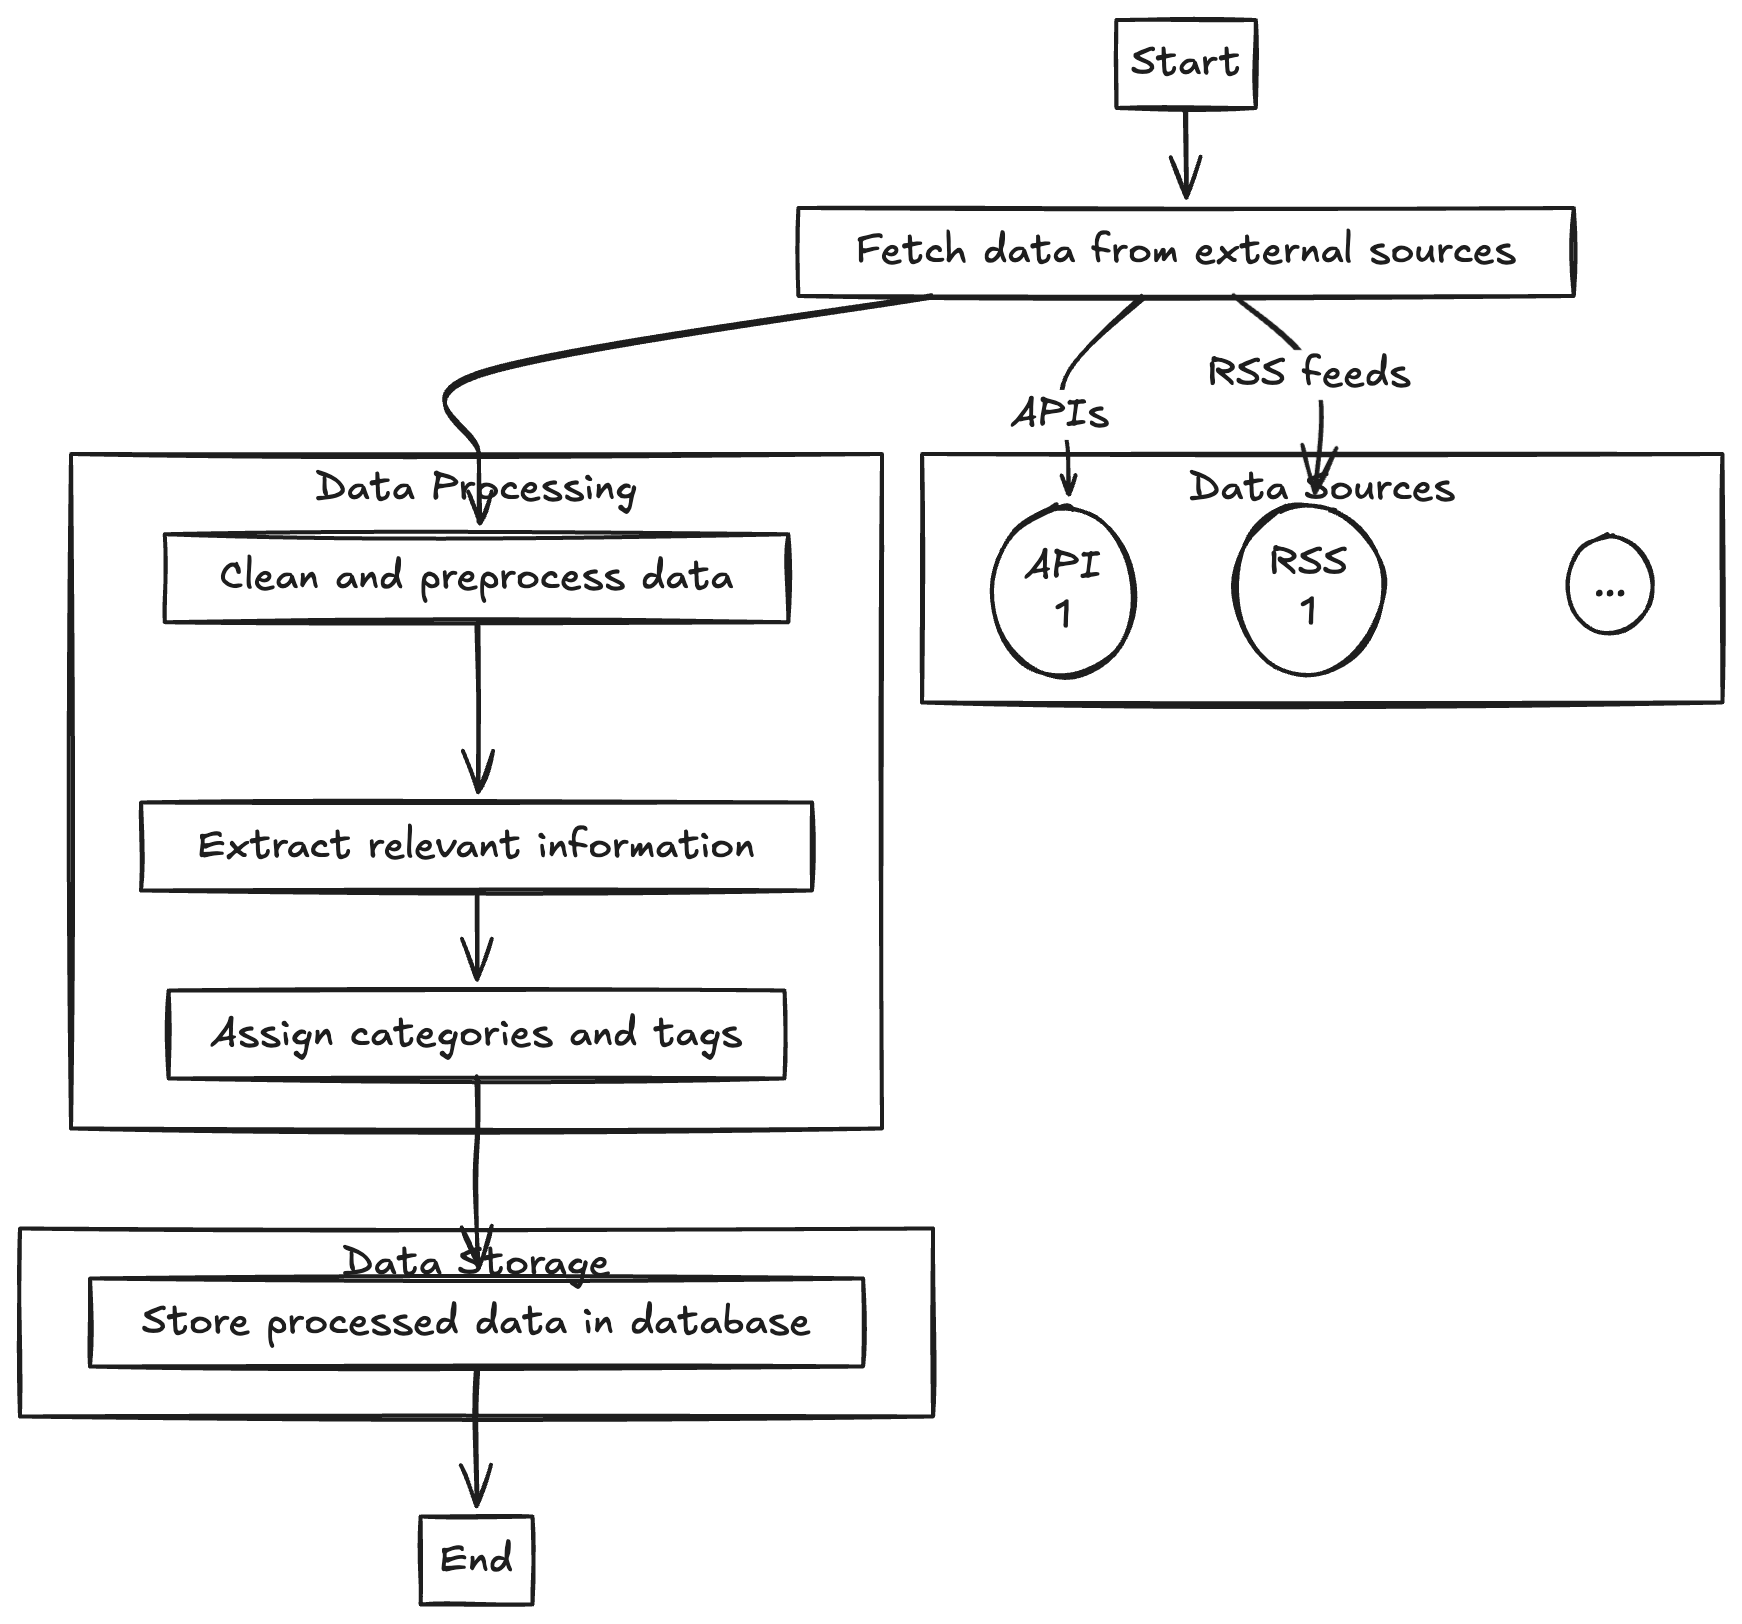 Start
Fetch data from external sources
RSS feeds
APIs
Data Processing
Data Sources
Clean and preprocess data
API
1
RSS
1
...
Extract relevant information
Assign categories and tags
Data Storage
Store processed data in database
End